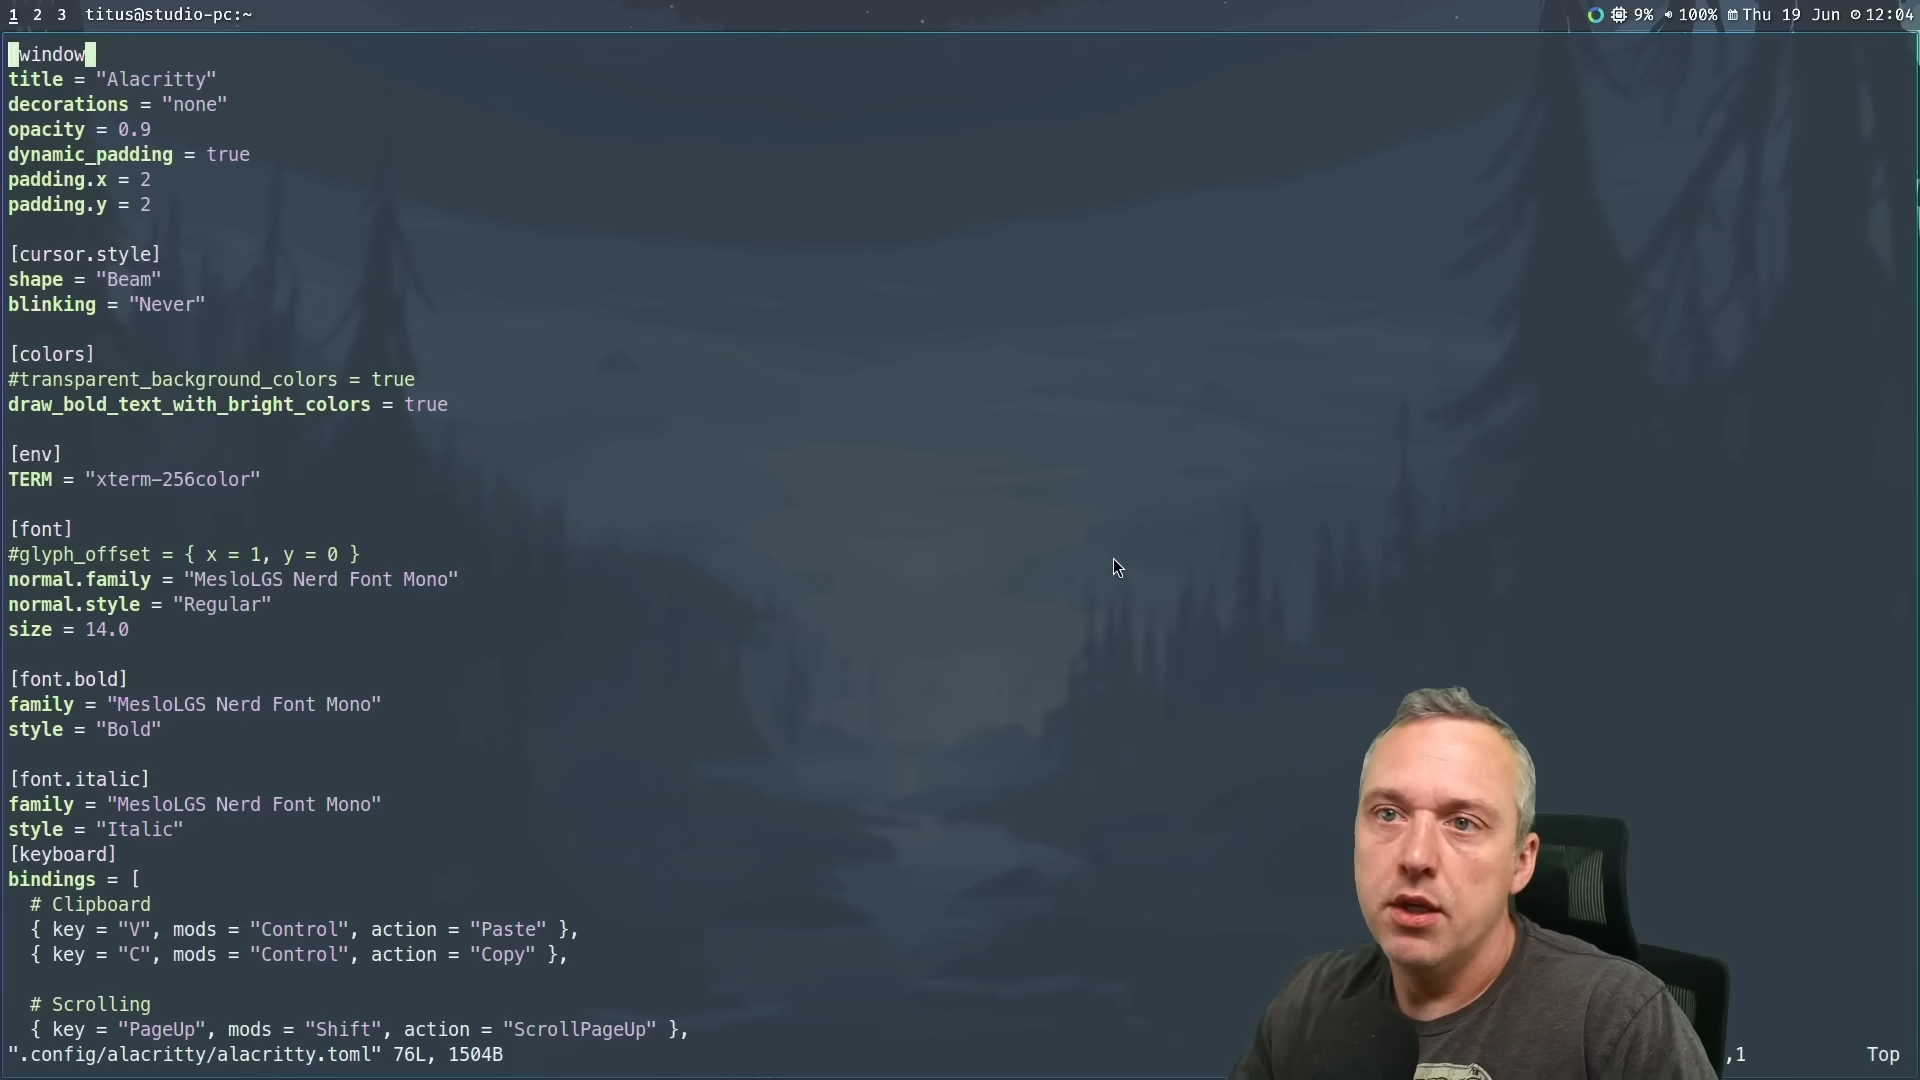 1 2 3 titus@studio-pc:~ 9% 100% Thu 19 Jun 12:04
[window]
title = "Alacritty"
decorations = "none"
opacity = 0.9
dynamic_padding = true
padding.x = 2
padding.y = 2
[cursor.style]
shape = "Beam"
blinking = "Never"
[colors]
#transparent_background_colors = true
draw_bold_text_with_bright_colors = true
[env]
TERM = "xterm-256color"
[font]
#glyph_offset = { x = 1, y = 0 }
normal.family = "MesloLGS Nerd Font Mono"
normal.style = "Regular"
size = 14.0
[font.bold]
family = "MesloLGS Nerd Font Mono"
style = "Bold"
[font.italic]
family = "MesloLGS Nerd Font Mono"
style = "Italic"
[keyboard]
bindings = [
# Clipboard
{ key = "V", mods = "Control", action = "Paste" },
{ key = "C", mods = "Control", action = "Copy" },
# Scrolling
{ key = "PageUp", mods = "Shift", action = "ScrollPageUp" },
".config/alacritty/alacritty.toml" 76L, 1504B ,1 Top